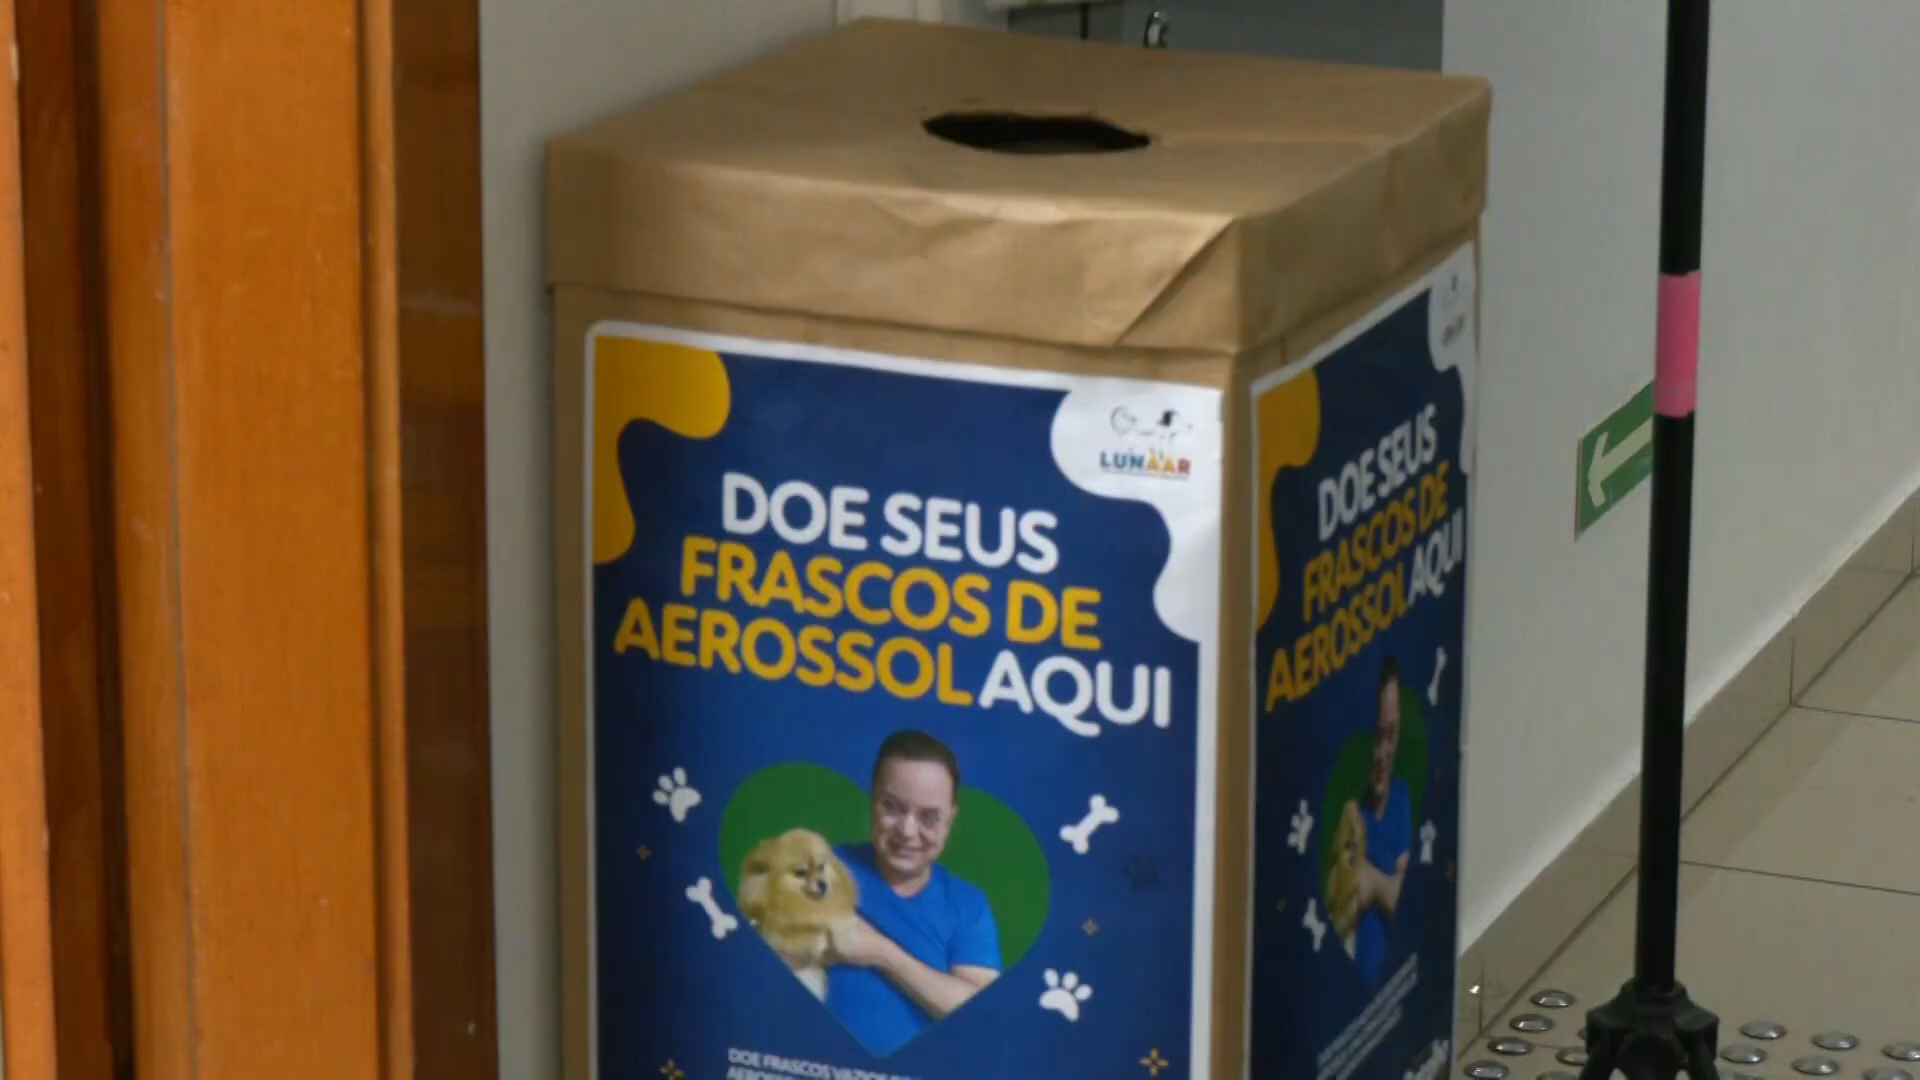 LUNAAR
DOE SEUS
FRASCOS DE
AEROSSOL AQUI
DOE FRASCOS VAZIOS
DOE SEUS
FRASCOS DE
AEROSSOL AQUI